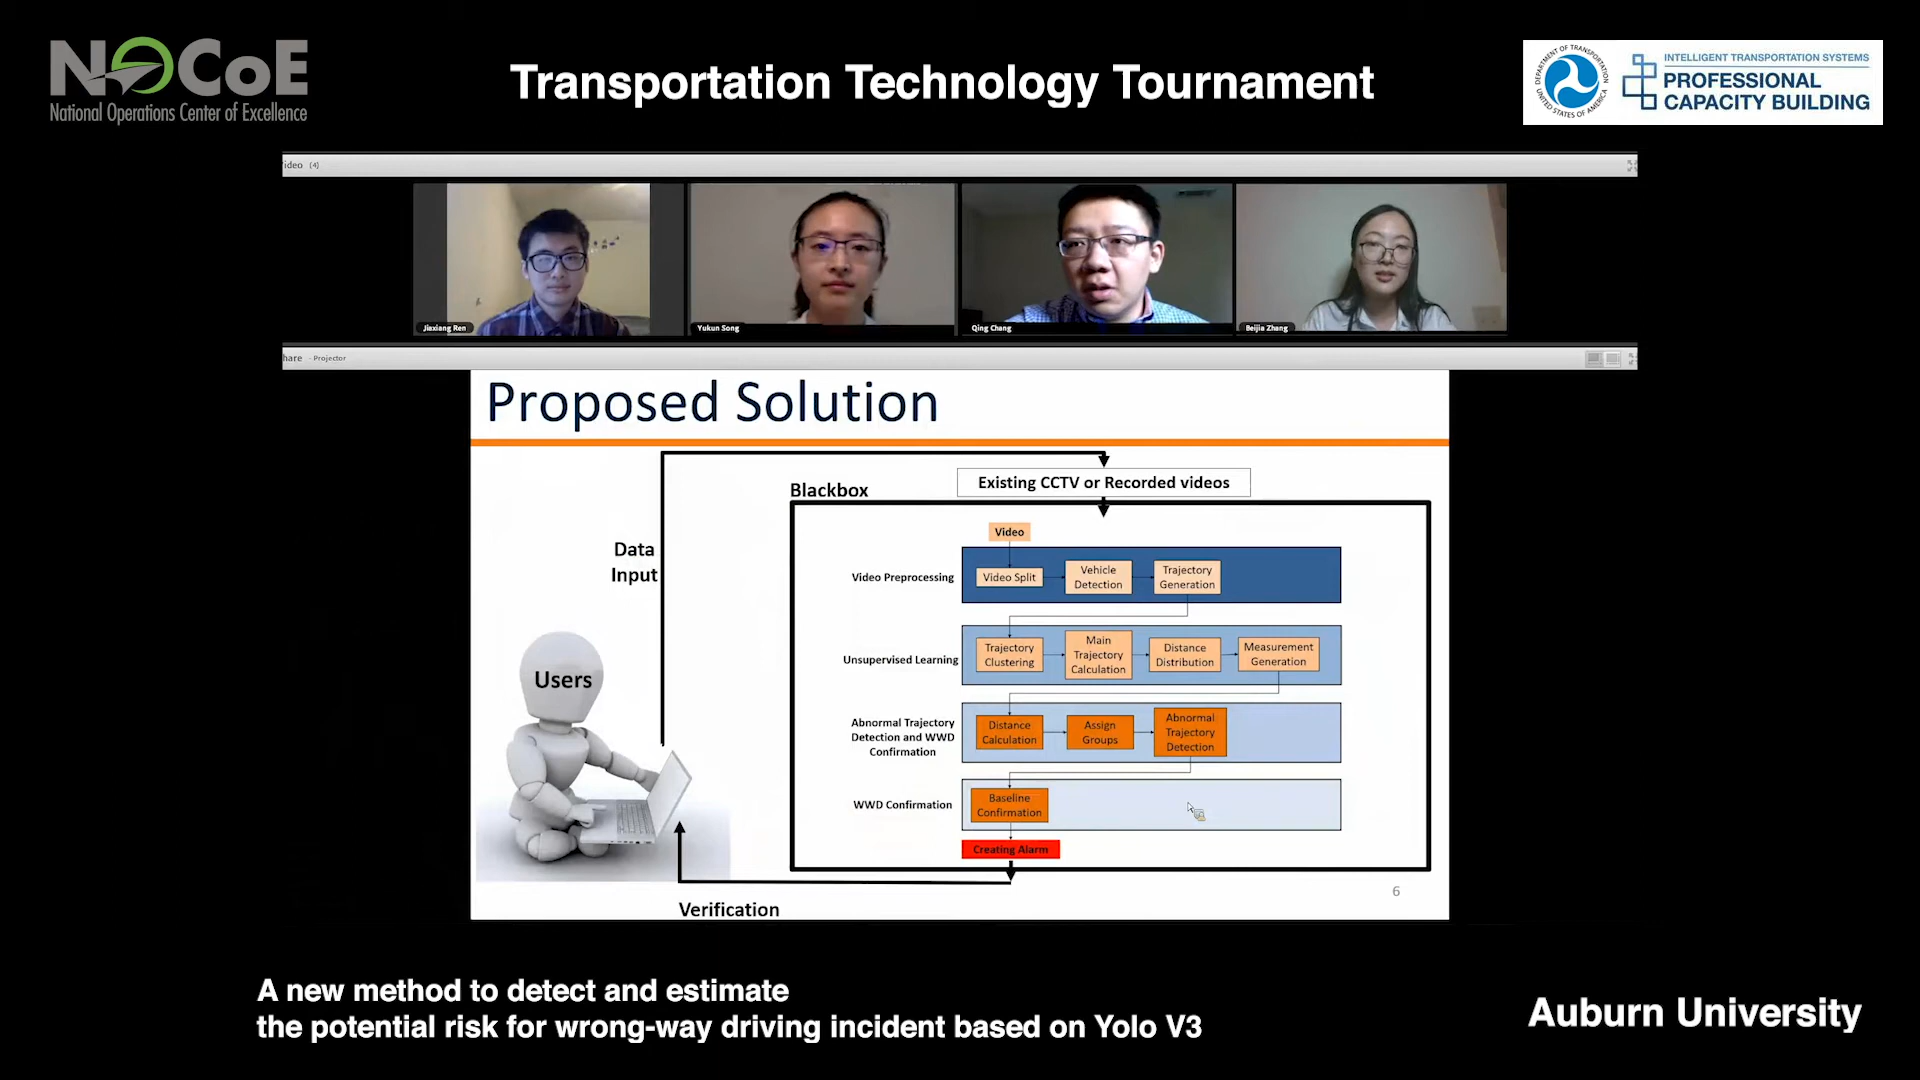 NOCoE
National Operations Center of Excellence
Transportation Technology Tournament
DEPARTMENT OF TRANSPORTATION
UNITED STATES OF AMERICA
INTELLIGENT TRANSPORTATION SYSTEMS
PROFESSIONAL
CAPACITY BUILDING
ideo (4)
Jiaxiang Ren
Yukun Song
Qing Chang
Beijia Zhang
hare - Projector
Proposed Solution
Existing CCTV or Recorded videos
Blackbox
Data
Input
Video
Video Preprocessing
Video Split
Vehicle
Detection
Trajectory
Generation
Unsupervised Learning
Trajectory
Clustering
Main
Trajectory
Calculation
Distance
Distribution
Measurement
Generation
Users
Abnormal Trajectory
Detection and WWD
Confirmation
Distance
Calculation
Assign
Groups
Abnormal
Trajectory
Detection
WWD Confirmation
Baseline
Confirmation
Creating Alarm
6
Verification
A new method to detect and estimate
the potential risk for wrong-way driving incident based on Yolo V3
Auburn University